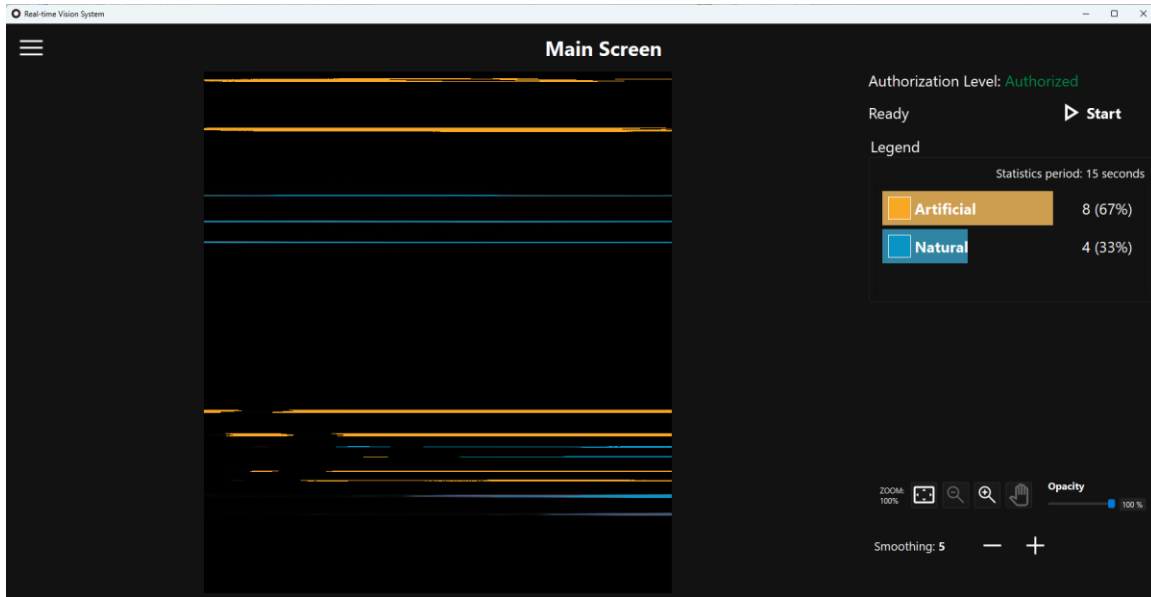 Real-time Vision System
Main Screen
Authorization Level: Authorized
Ready
Start
Legend
Statistics period: 15 seconds
Artificial 8 (67%)
Natural 4 (33%)
ZOOM:
100%
Opacity
100 %
Smoothing: 5